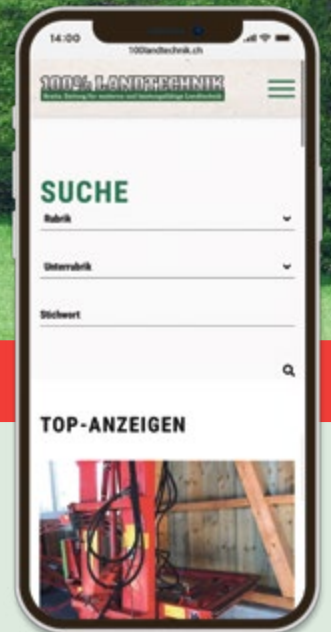 14:00
100landtechnik.ch
100% LANDTECHNIK
SUCHE
Rubrik
Unterrubrik
Stichwort
TOP-ANZEIGEN